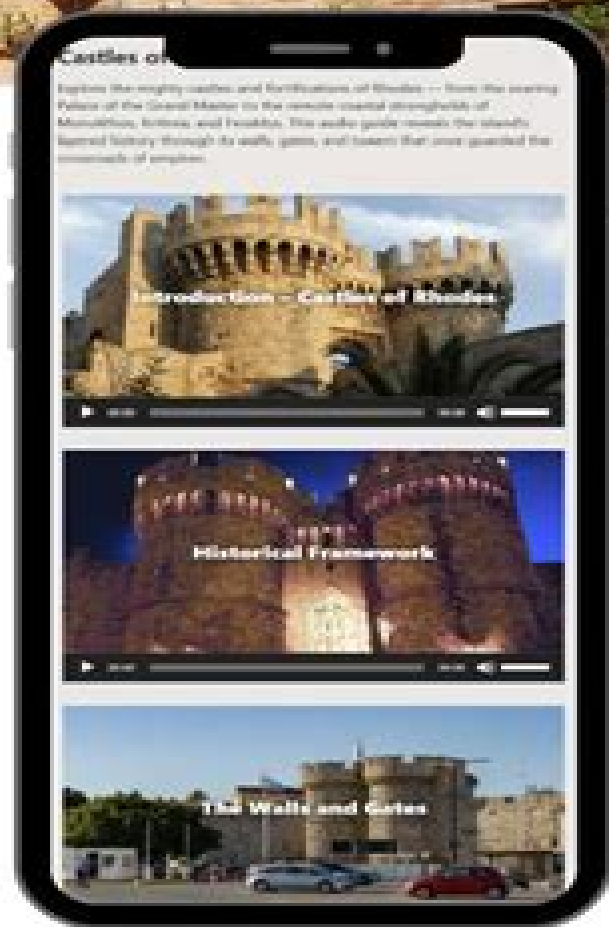 Castles of
Explore the mighty castles and fortifications of Rhodes — from the soaring
Palace of the Grand Master to the remote coastal strongholds of
Monolithos, Kritinia, and Feraklos. This audio guide reveals the island's
layered history through its walls, gates, and towers that once guarded the
crossroads of empires.
Introduction – Castles of Rhodes
Historical Framework
The Walls and Gates